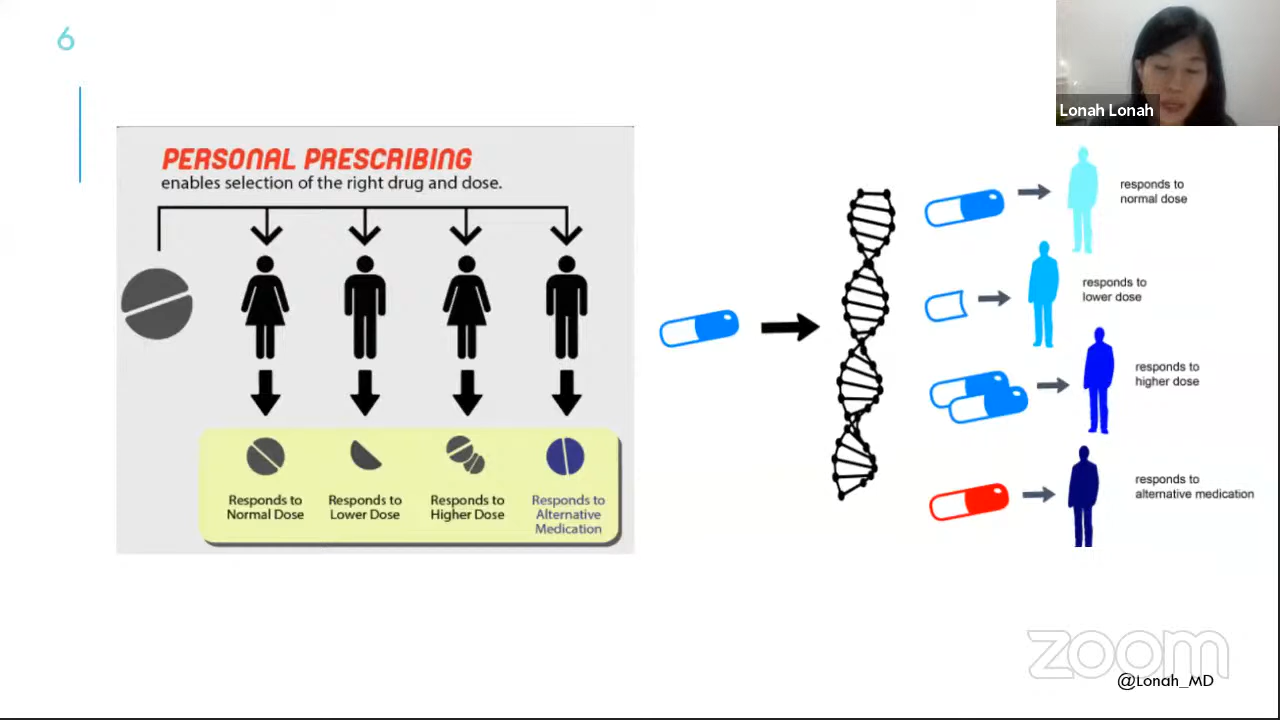 6
Lonah Lonah
PERSONAL PRESCRIBING
enables selection of the right drug and dose.
Responds to
Normal Dose
Responds to
Lower Dose
Responds to
Higher Dose
Responds to
Alternative
Medication
responds to
normal dose
responds to
lower dose
responds to
higher dose
responds to
alternative medication
zoom
@Lonah_MD